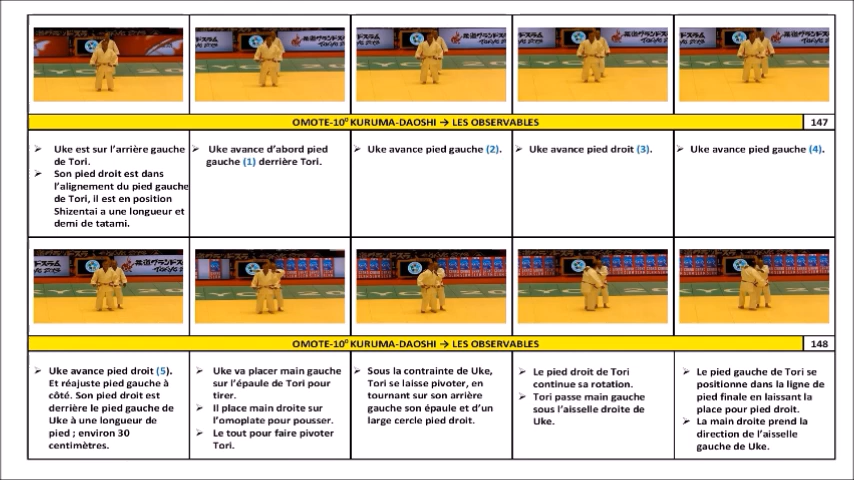 OMOTE-10° KURUMA-DAOSHI → LES OBSERVABLES 147
➢ Uke est sur l’arrière gauche
de Tori.
➢ Son pied droit est dans
l’alignement du pied gauche
de Tori, il est en position
Shizentai a une longueur et
demi de tatami.
➢ Uke avance d’abord pied
gauche (1) derrière Tori.
➢ Uke avance pied gauche (2).
➢ Uke avance pied droit (3).
➢ Uke avance pied gauche (4).
OMOTE-10° KURUMA-DAOSHI → LES OBSERVABLES 148
➢ Uke avance pied droit (5).
Et réajuste pied gauche à
côté. Son pied droit est
derrière le pied gauche de
Uke à une longueur de
pied ; environ 30
centimètres.
➢ Uke va placer main gauche
sur l’épaule de Tori pour
tirer.
➢ Il place main droite sur
l’omoplate pour pousser.
➢ Le tout pour faire pivoter
Tori.
➢ Sous la contrainte de Uke,
Tori se laisse pivoter, en
tournant sur son arrière
gauche son épaule et d’un
large cercle pied droit.
➢ Le pied droit de Tori
continue sa rotation.
➢ Tori passe main gauche
sous l’aisselle droite de
Uke.
➢ Le pied gauche de Tori se
positionne dans la ligne de
pied finale en laissant la
place pour pied droit.
➢ La main droite prend la
direction de l’aisselle
gauche de Uke.